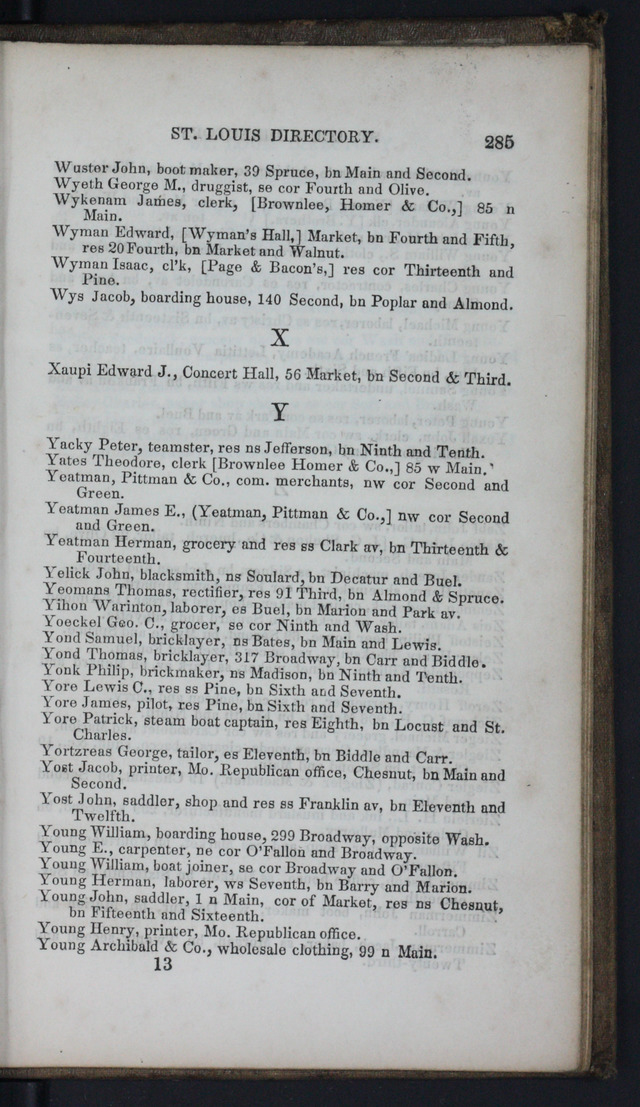 ST. LOUIS DIRECTORY. 285
Wuster John, boot maker, 39 Spruce, bn Main and Second.
Wyeth George M., druggist, se cor Fourth and Olive.
Wykenam James, clerk, [Brownlee, Homer & Co.,] 85 n
Main.
Wyman Edward, [Wyman's Hall,] Market, bn Fourth and Fifth,
res 20 Fourth, bn Market and Walnut.
Wyman Isaac, cl'k, [Page & Bacon's,] res cor Thirteenth and
Pine.
Wys Jacob, boarding house, 140 Second, bn Poplar and Almond.
X
Xaupi Edward J., Concert Hall, 56 Market, bn Second & Third.
Y
Yacky Peter, teamster, res ns Jefferson, bn Ninth and Tenth.
Yates Theodore, clerk [Brownlee Homer & Co.,] 85 w Main.'
Yeatman, Pittman & Co., com. merchants, nw cor Second and
Green.
Yeatman James E., (Yeatman, Pittman & Co.,] nw cor Second
and Green.
Yeatman Herman, grocery and res ss Clark av, bn Thirteenth &
Fourteenth.
Yelick John, blacksmith, ns Soulard, bn Decatur and Buel.
Yeomans Thomas, rectifier, res 91 Third, bn Almond & Spruce.
Yihon Warinton, laborer, es Buel, bn Marion and Park av.
Yoeckel Geo. C., grocer, se cor Ninth and Wash.
Yond Samuel, bricklayer, ns Bates, bn Main and Lewis.
Yond Thomas, bricklayer, 317 Broadway, bn Carr and Biddle.
Yonk Philip, brickmaker, ns Madison, bn Ninth and Tenth.
Yore Lewis C., res ss Pine, bn Sixth and Seventh.
Yore James, pilot, res Pine, bn Sixth and Seventh.
Yore Patrick, steam boat captain, res Eighth, bn Locust and St.
Charles.
Yortzreas George, tailor, es Eleventh, bn Biddle and Carr.
Yost Jacob, printer, Mo. Republican office, Chesnut, bn Main and
Second.
Yost John, saddler, shop and res ss Franklin av, bn Eleventh and
Twelfth.
Young William, boarding house, 299 Broadway, opposite Wash.
Young E., carpenter, ne cor O'Fallon and Broadway.
Young William, boat joiner, se cor Broadway and O'Fallon.
Young Herman, laborer, ws Seventh, bn Barry and Marion.
Young John, saddler, 1 n Main, cor of Market, res ns Chesnut,
bn Fifteenth and Sixteenth.
Young Henry, printer, Mo. Republican office.
Young Archibald & Co., wholesale clothing, 99 n Main.
13